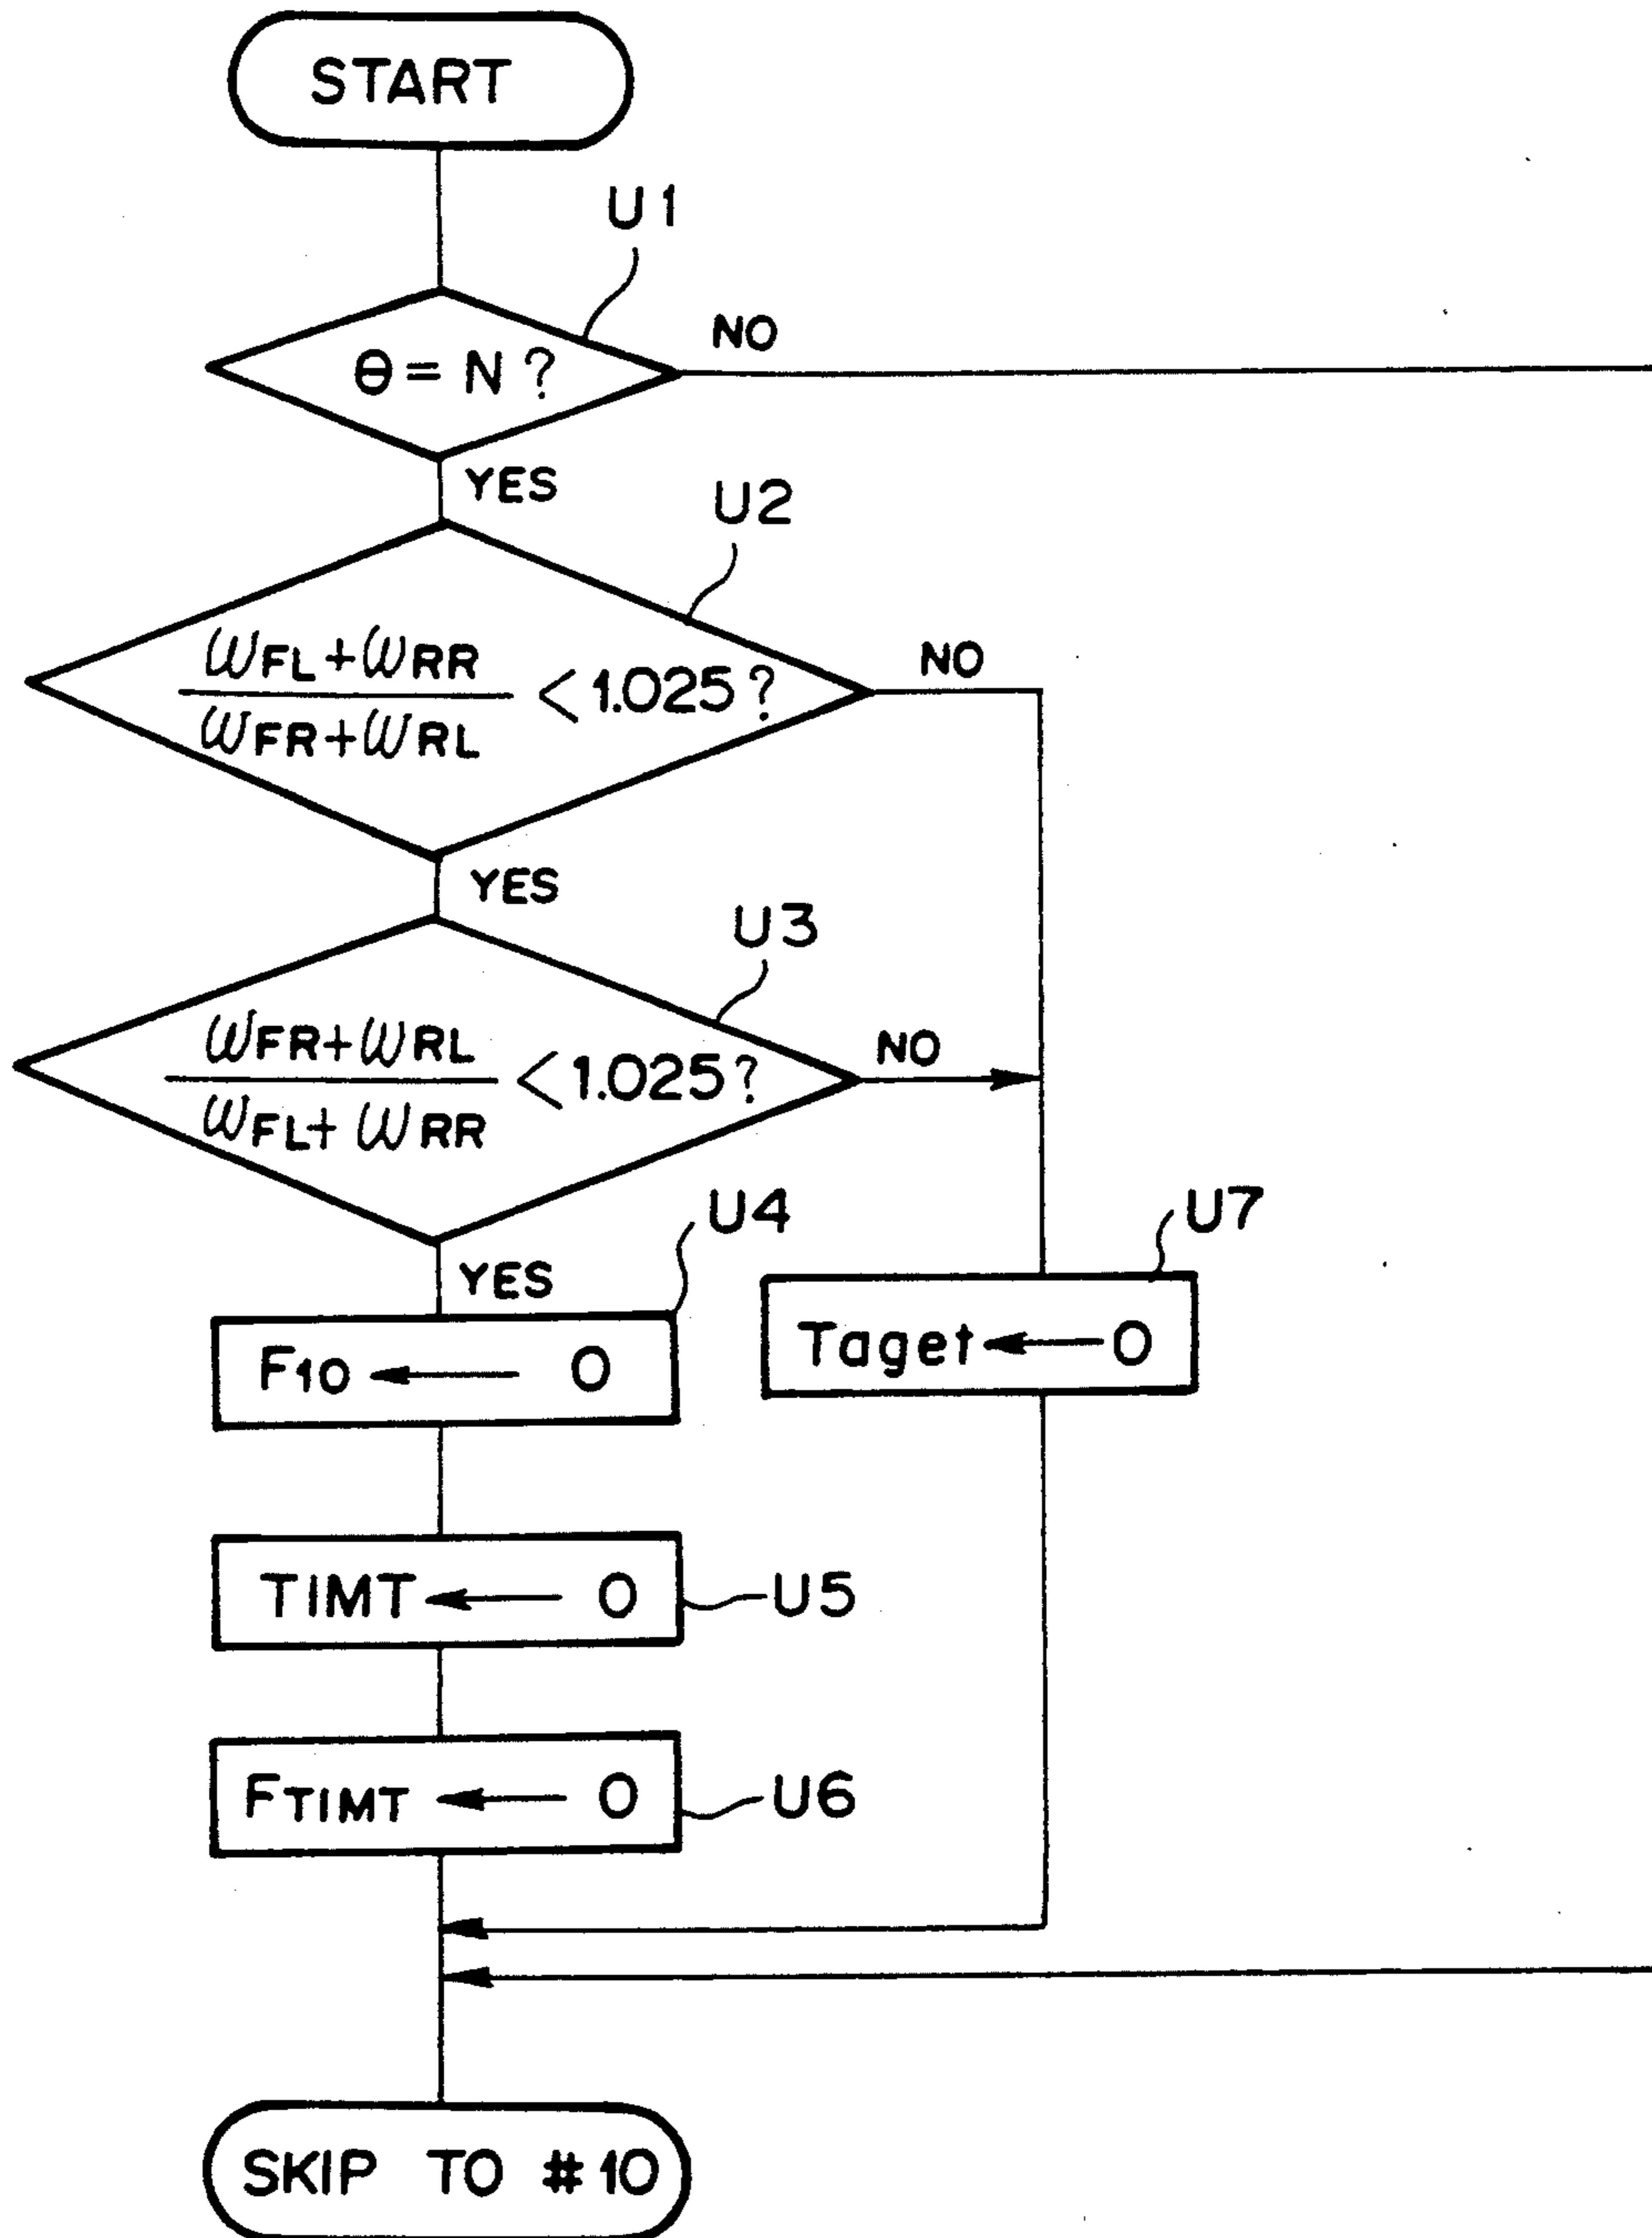 START
U1
θ = N ?
NO
YES
U2
ωFL+ωRR
ωFR+ωRL
< 1.025 ?
NO
YES
U3
ωFR+ωRL
ωFL+ωRR
< 1.025 ?
NO
YES
U4
F10 ← 0
U7
Taget ← 0
TIMT ← 0
U5
FTIMT ← 0
U6
SKIP TO #10